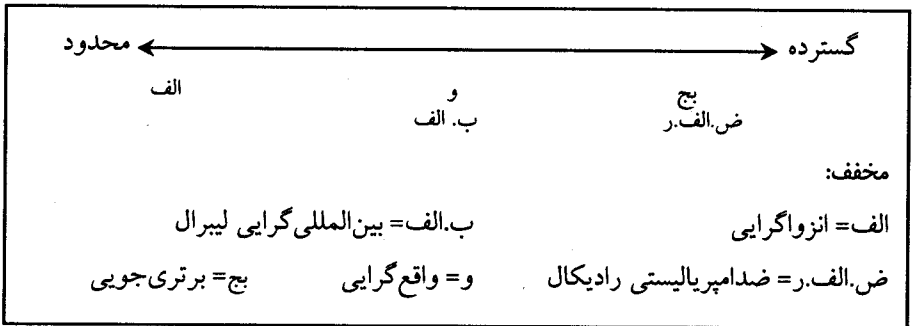 گسترده محدود
بج و الف
ض.الف.ر ب. الف
مخفف:
الف= انزواگرایی ب.الف= بین‌المللی‌گرایی لیبرال
ض.الف.ر= ضدامپریالیستی رادیکال و= واقع‌گرایی بج= برتری‌جویی